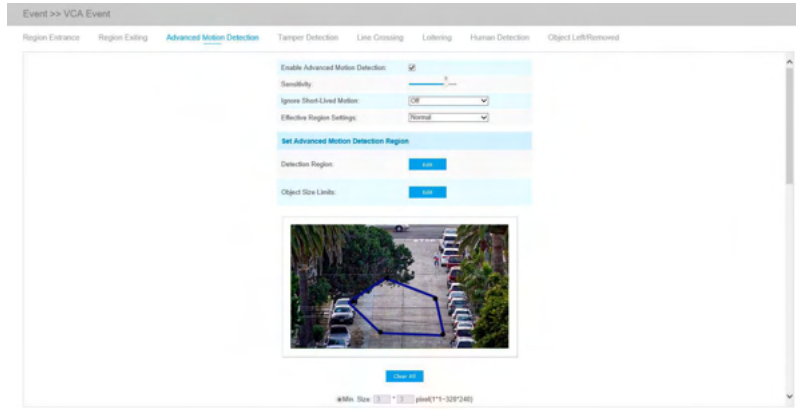 Event >> VCA Event
Region Entrance Region Exiting Advanced Motion Detection Tamper Detection Line Crossing Loitering Human Detection Object Left/Removed
Enable Advanced Motion Detection:
Sensitivity:
Ignore Short-Lived Motion: Off
Effective Region Settings: Normal
Set Advanced Motion Detection Region
Detection Region: Edit
Object Size Limits: Edit
Clear All
Min. Size 3 * 3 pixel(1*1~320*240)